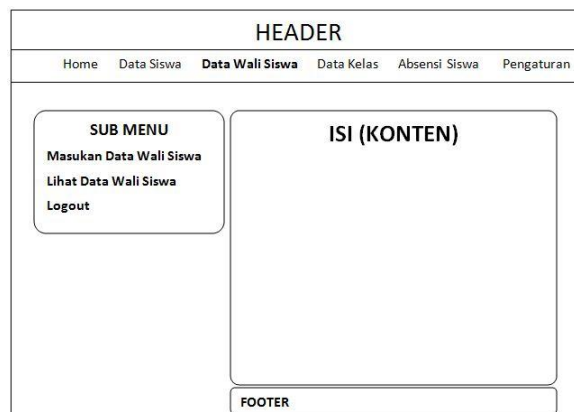 HEADER
Home Data Siswa Data Wali Siswa Data Kelas Absensi Siswa Pengaturan
SUB MENU
Masukan Data Wali Siswa
Lihat Data Wali Siswa
Logout
ISI (KONTEN)
FOOTER